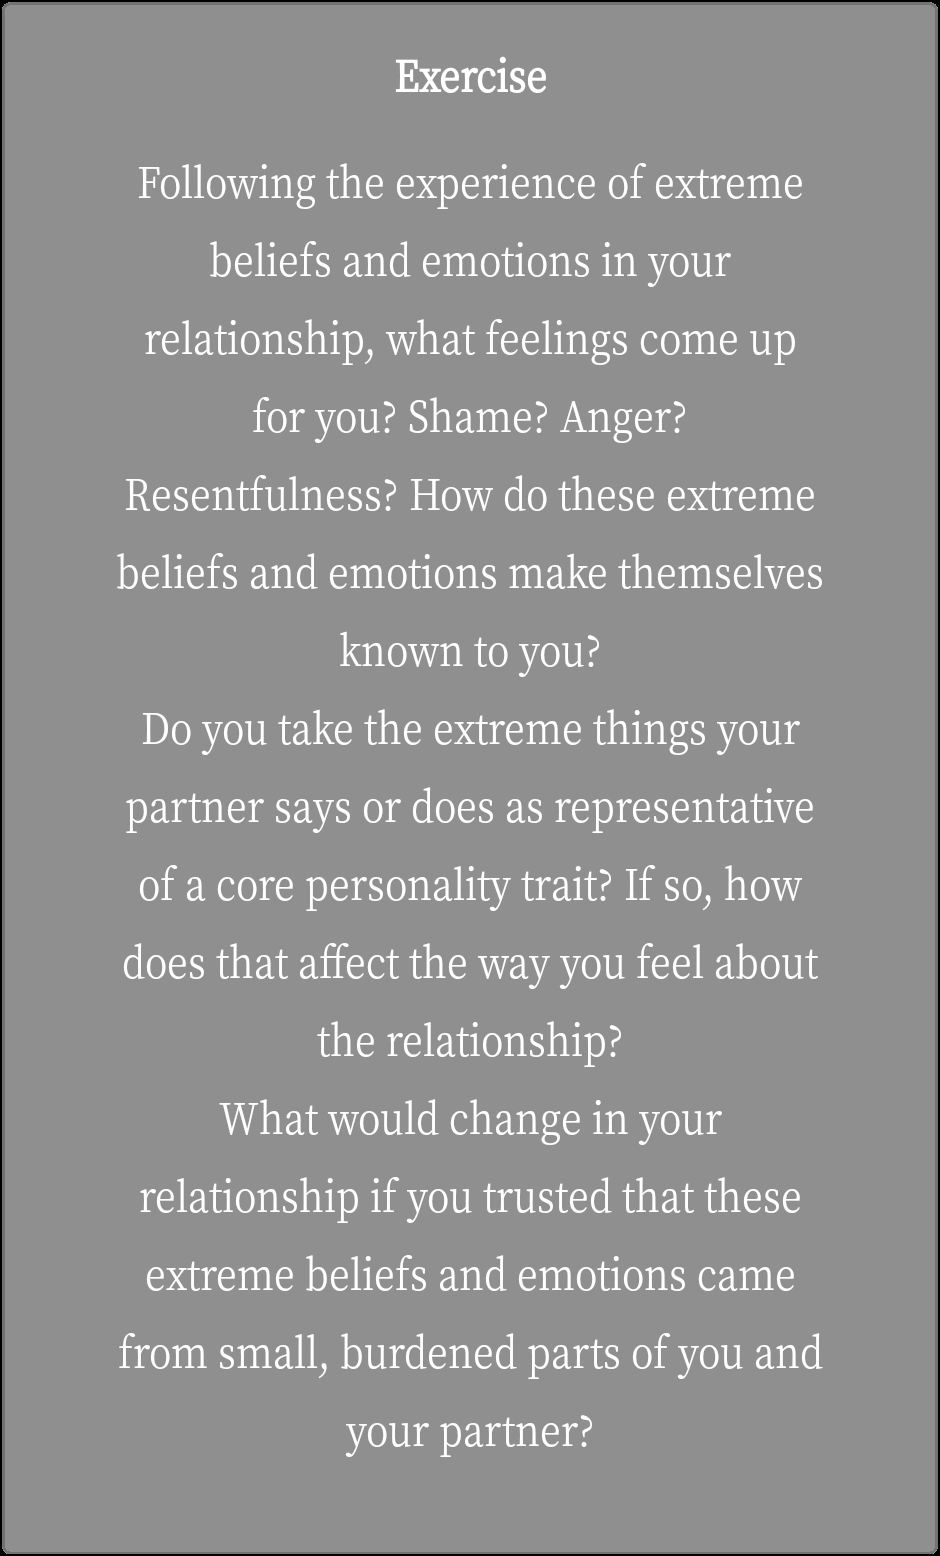 Exercise
Following the experience of extreme
beliefs and emotions in your
relationship, what feelings come up
for you? Shame? Anger?
Resentfulness? How do these extreme
beliefs and emotions make themselves
known to you?
Do you take the extreme things your
partner says or does as representative
of a core personality trait? If so, how
does that affect the way you feel about
the relationship?
What would change in your
relationship if you trusted that these
extreme beliefs and emotions came
from small, burdened parts of you and
your partner?